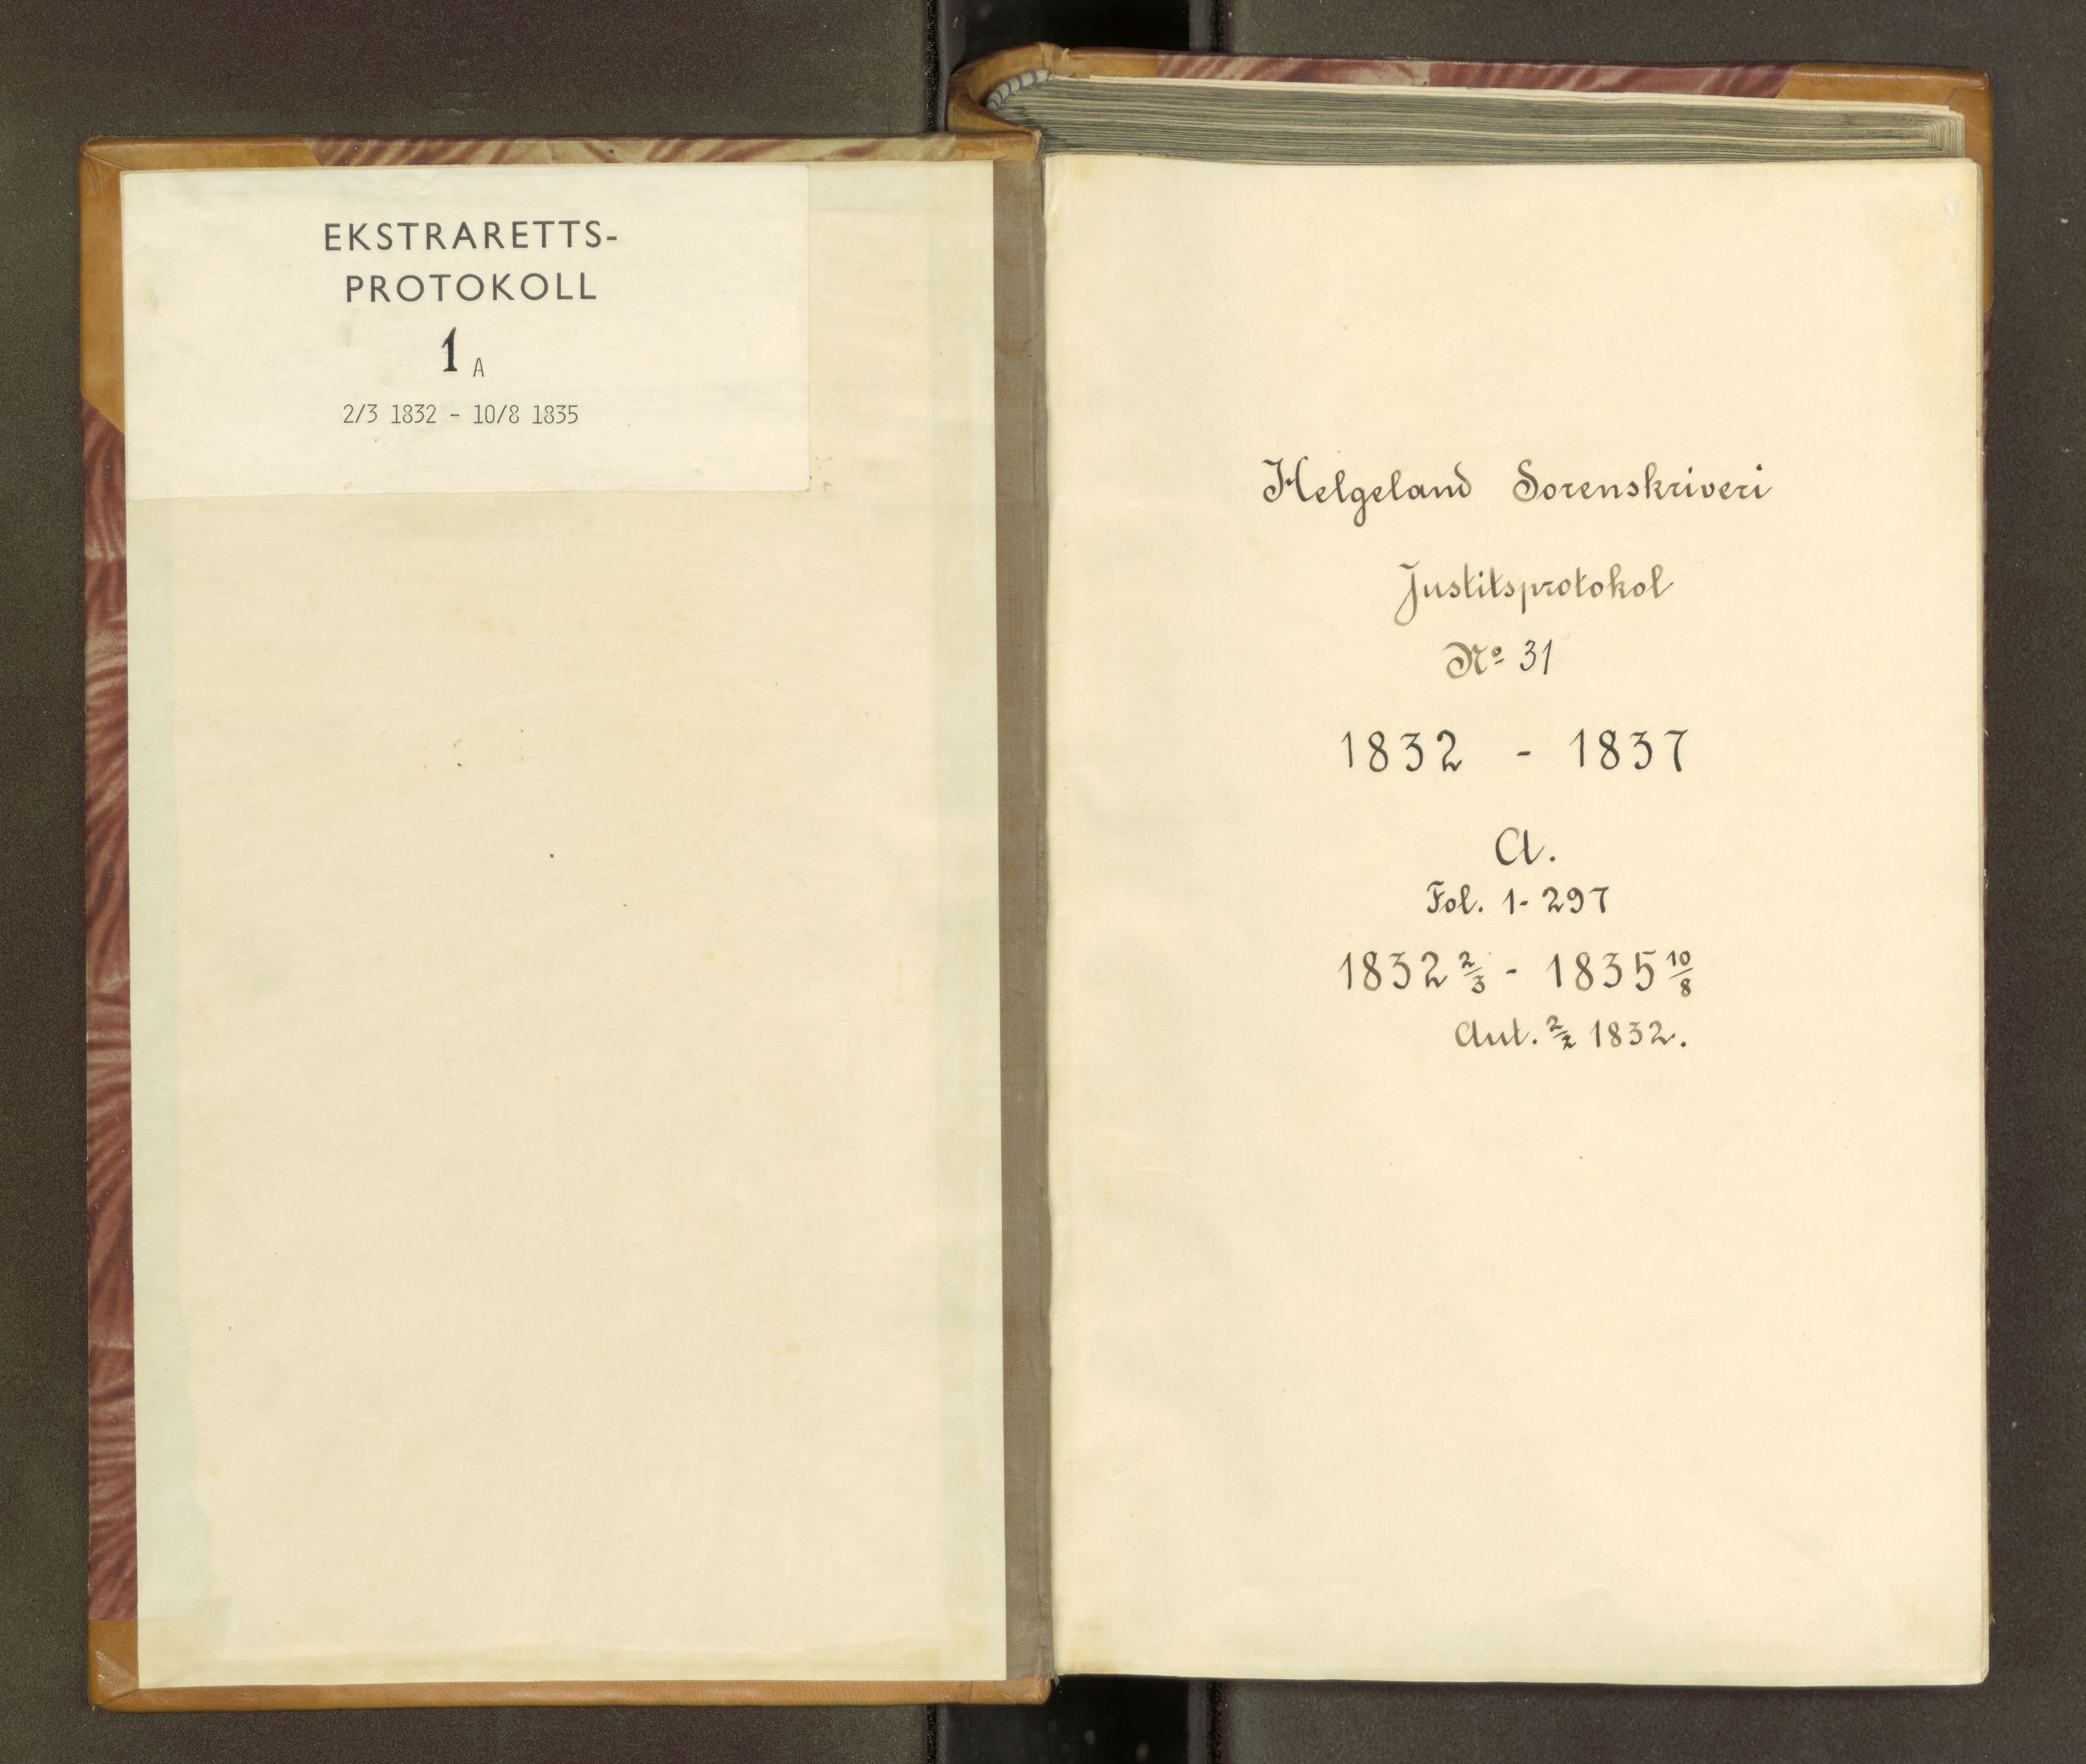 EKSTRARETTS-
PROTOKOLL
1 A
2/3 1832 - 10/8 1835
Helgeland Sorenskriveri
Justitsprotokol
Nº 31
1832 - 1837
A.
Fol. 1-297
1832 2/3 - 1835 10/8
Aut. 2/2 1832.